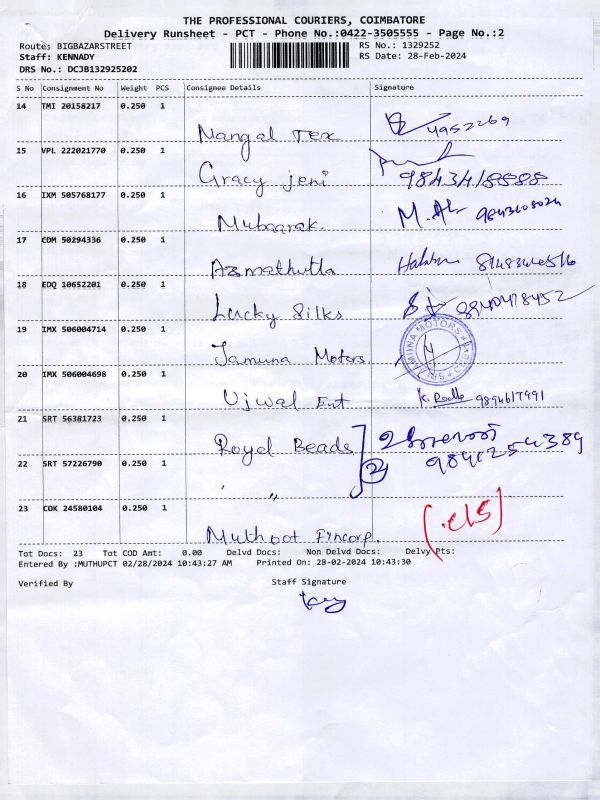 THE PROFESSIONAL COURIERS, COIMBATORE
Delivery Runsheet - PCT - Phone No.:0422-3505555 - Page No.:2
Route: BIGBAZARSTREET RS No.: 1329252
Staff: KENNADY RS Date: 28-Feb-2024
DRS No.: DCJB132925202
S No Consignment No Weight PCS Consignee Details Signature
14 TMI 20158217 0.250 1
Mangal Tex 4952269
15 VPL 222021770 0.250 1
Gracy jeni
16 IXM 505768177 0.250 1
Mubaarak.
17 CDM 50294336 0.250 1
Azmathulla
18 EDQ 10652201 0.250 1
Lucky Silks
19 IMX 506004714 0.250 1
Jamuna Motors
20 IMX 506004698 0.250 1
Ujwal Ent 9894617991
21 SRT 56381723 0.250 1
Royal Beads
22 SRT 57226790 0.250 1
" 2
23 COK 24580104 0.250 1
Muthoot Fincorp.
Tot Docs: 23 Tot COD Amt: 0.00 Delvd Docs: Non Delvd Docs: Delvy Pts:
Entered By :MUTHUPCT 02/28/2024 10:43:27 AM Printed On: 28-02-2024 10:43:30
Verified By Staff Signature